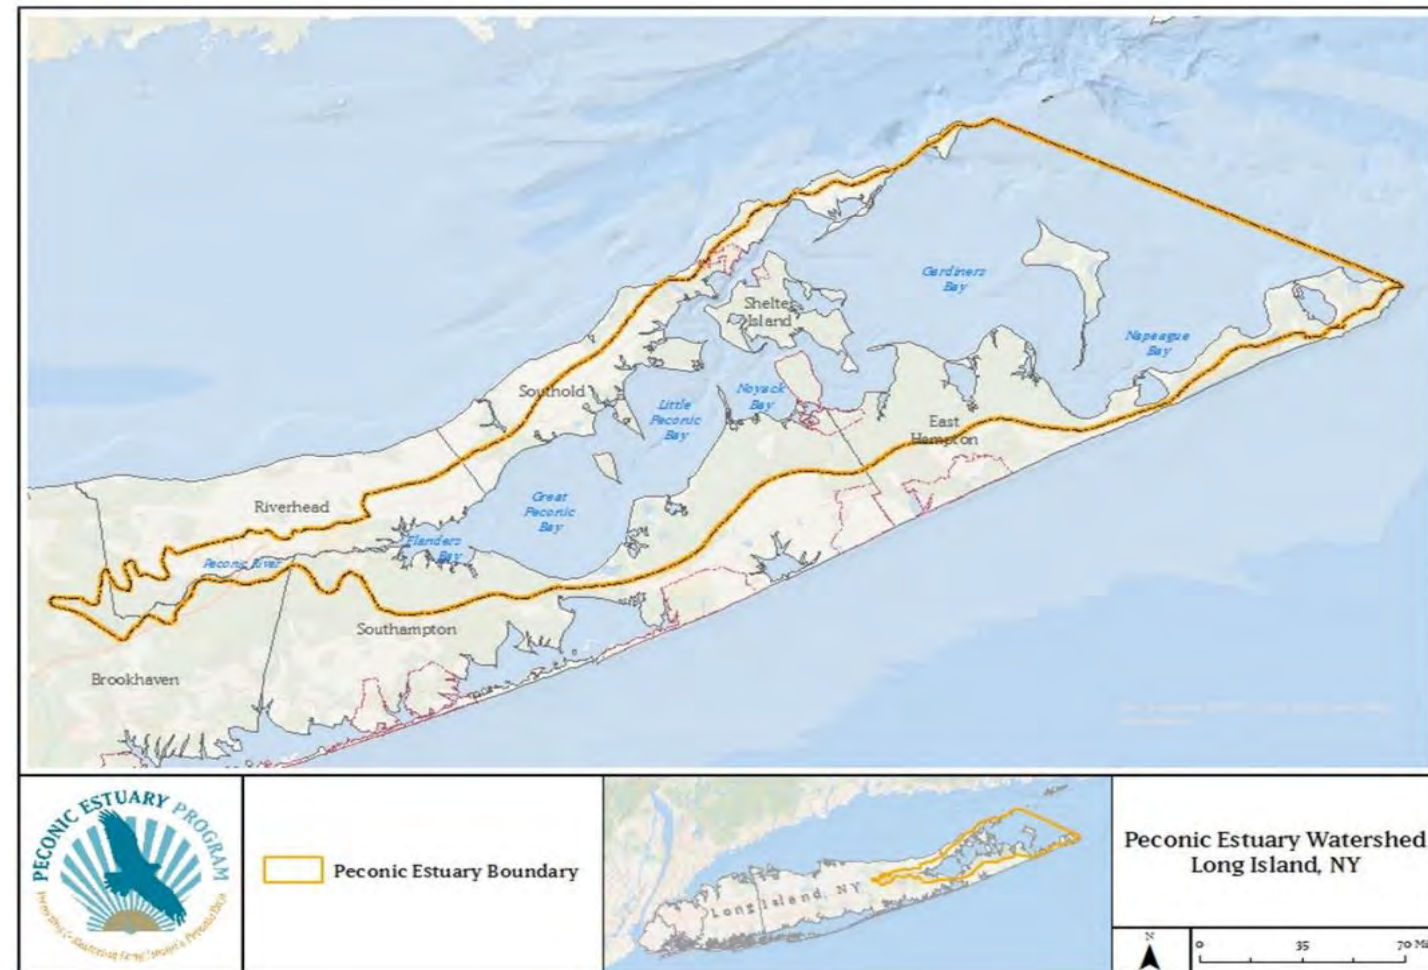 Gardiners
Bay
Shelter
Island
Napeague
Bay
Southold
Noyack
Bay
Little
Peconic
Bay
East
Hampton
Riverhead
Great
Peconic
Bay
Flanders
Bay
Peconic River
Southampton
Brookhaven
PECONIC ESTUARY PROGRAM
Peconic Estuary Boundary
Long Island, NY
Peconic Estuary Watershed
Long Island, NY
N
0 35 70 Mi